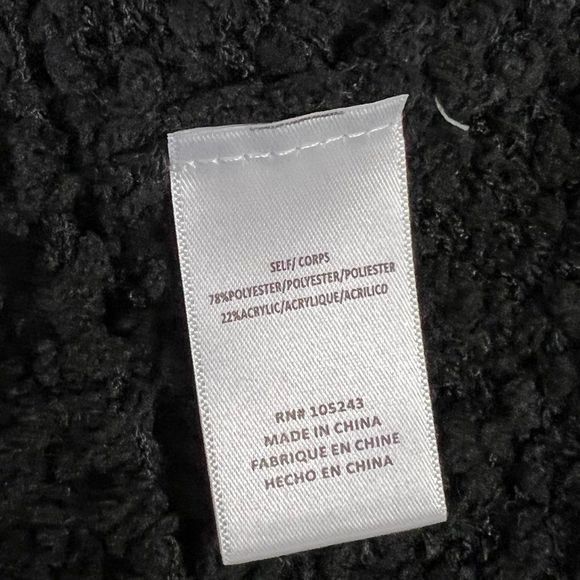 SELF/ CORPS
78%POLYESTER/POLYESTER/POLIESTER
22%ACRYLIC/ACRYLIQUE/ACRILICO
RN# 105243
MADE IN CHINA
FABRIQUE EN CHINE
HECHO EN CHINA